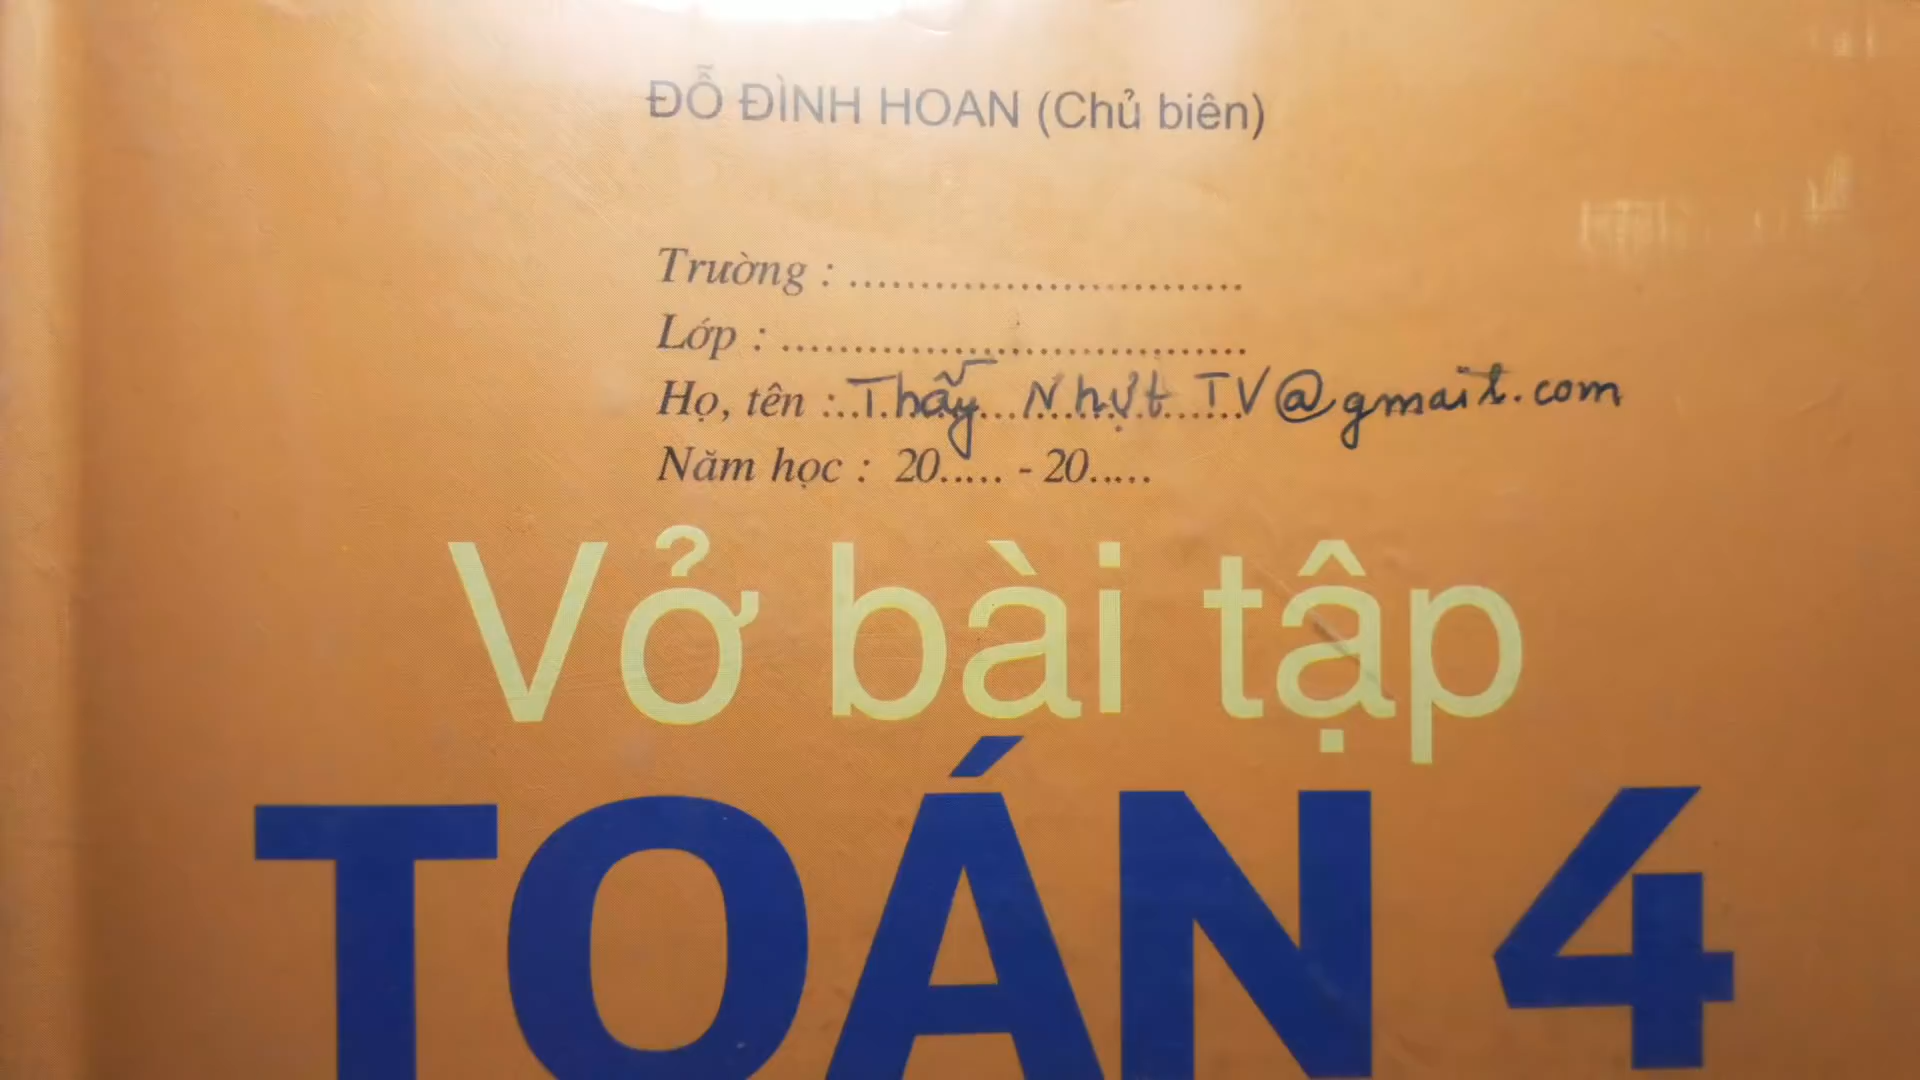 ĐỖ ĐÌNH HOAN (Chủ biên)
Trường : ............................
Lớp : .................................
Họ, tên : Thầy Nhựt TV@gmail.com
Năm học : 20..... - 20.....
Vở bài tập
TOÁN 4